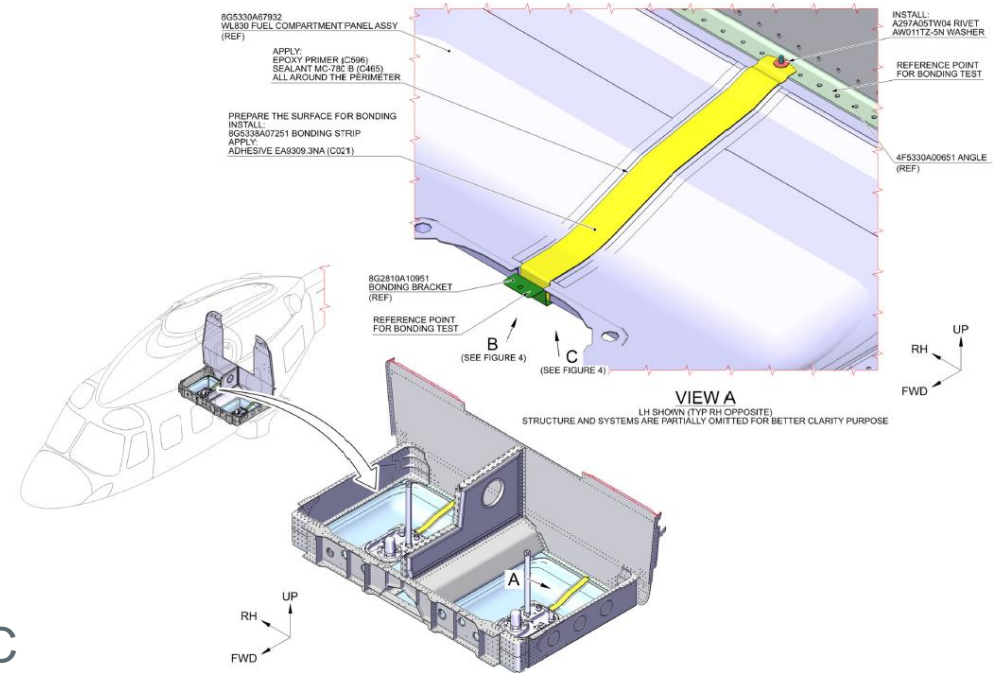 8G5330A67932
WL830 FUEL COMPARTMENT PANEL ASSY
(REF)
APPLY:
EPOXY PRIMER (C596)
SEALANT MC-780 B (C465)
ALL AROUND THE PERIMETER
PREPARE THE SURFACE FOR BONDING
INSTALL:
8G5338A07251 BONDING STRIP
APPLY:
ADHESIVE EA9309.3NA (C021)
INSTALL:
A297A05TW04 RIVET
AW011TZ-5N WASHER
REFERENCE POINT
FOR BONDING TEST
4F5330A00651 ANGLE
(REF)
8G2810A10951
BONDING BRACKET
(REF)
REFERENCE POINT
FOR BONDING TEST
B
(SEE FIGURE 4)
C
(SEE FIGURE 4)
UP
RH
FWD
VIEW A
LH SHOWN (TYP RH OPPOSITE)
STRUCTURE AND SYSTEMS ARE PARTIALLY OMITTED FOR BETTER CLARITY PURPOSE
A
UP
RH
FWD
C